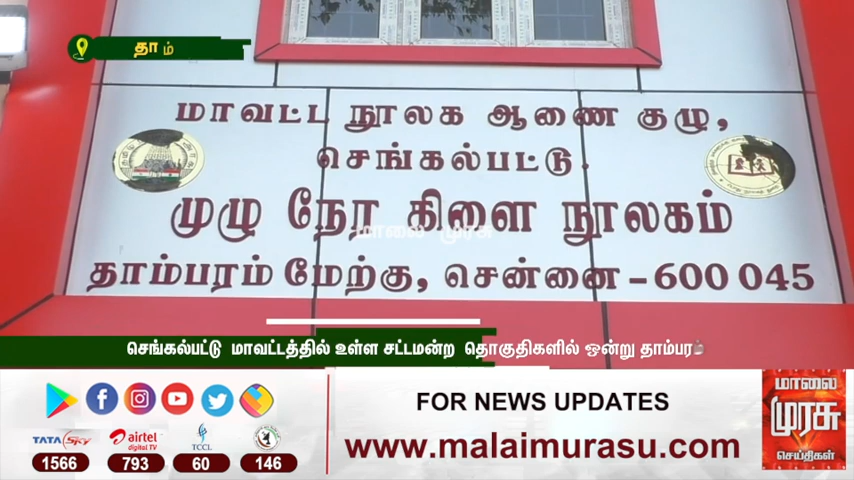 தாம்
மாவட்ட நூலக ஆணை குழு,
செங்கல்பட்டு.
முழு நேர கிளை நூலகம்
மாலை முரசு
தாம்பரம் மேற்கு, சென்னை - 600 045
செங்கல்பட்டு மாவட்டத்தில் உள்ள சட்டமன்ற தொகுதிகளில் ஒன்று தாம்பரம்
FOR NEWS UPDATES
www.malaimurasu.com
TATA SKY
1566
airtel
digital TV
793
TCCL
60
146
மாலை
முரசு
செய்திகள்